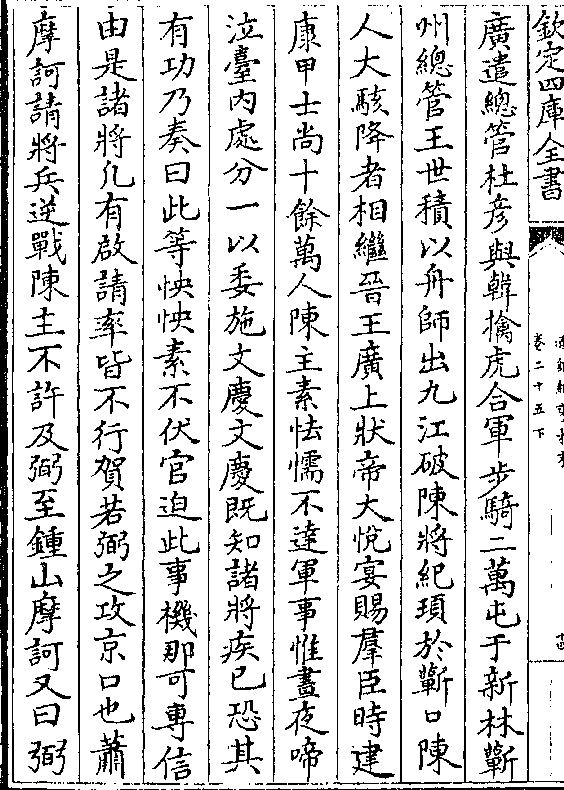 欽定四庫全書
卷二十五下
廣遣總管杜彦與韓擒虎合軍步騎二萬屯于新林蘄
州總管王世積以舟師出九江破陳將紀瑱於蘄口陳
人大駭降者相繼晉王廣上狀帝大悅宴賜羣臣時建
康甲士尚十餘萬人陳主素怯懦不達軍事惟晝夜啼
泣臺内處分一以委施文慶文慶既知諸將疾已恐其
有功乃奏曰此等怏怏素不伏官迫此事機那可專信
由是諸將凡有啟請率皆不行賀若弼之攻京口也蕭
摩訶請將兵逆戰陳主不許及弼至鍾山摩訶又曰弼